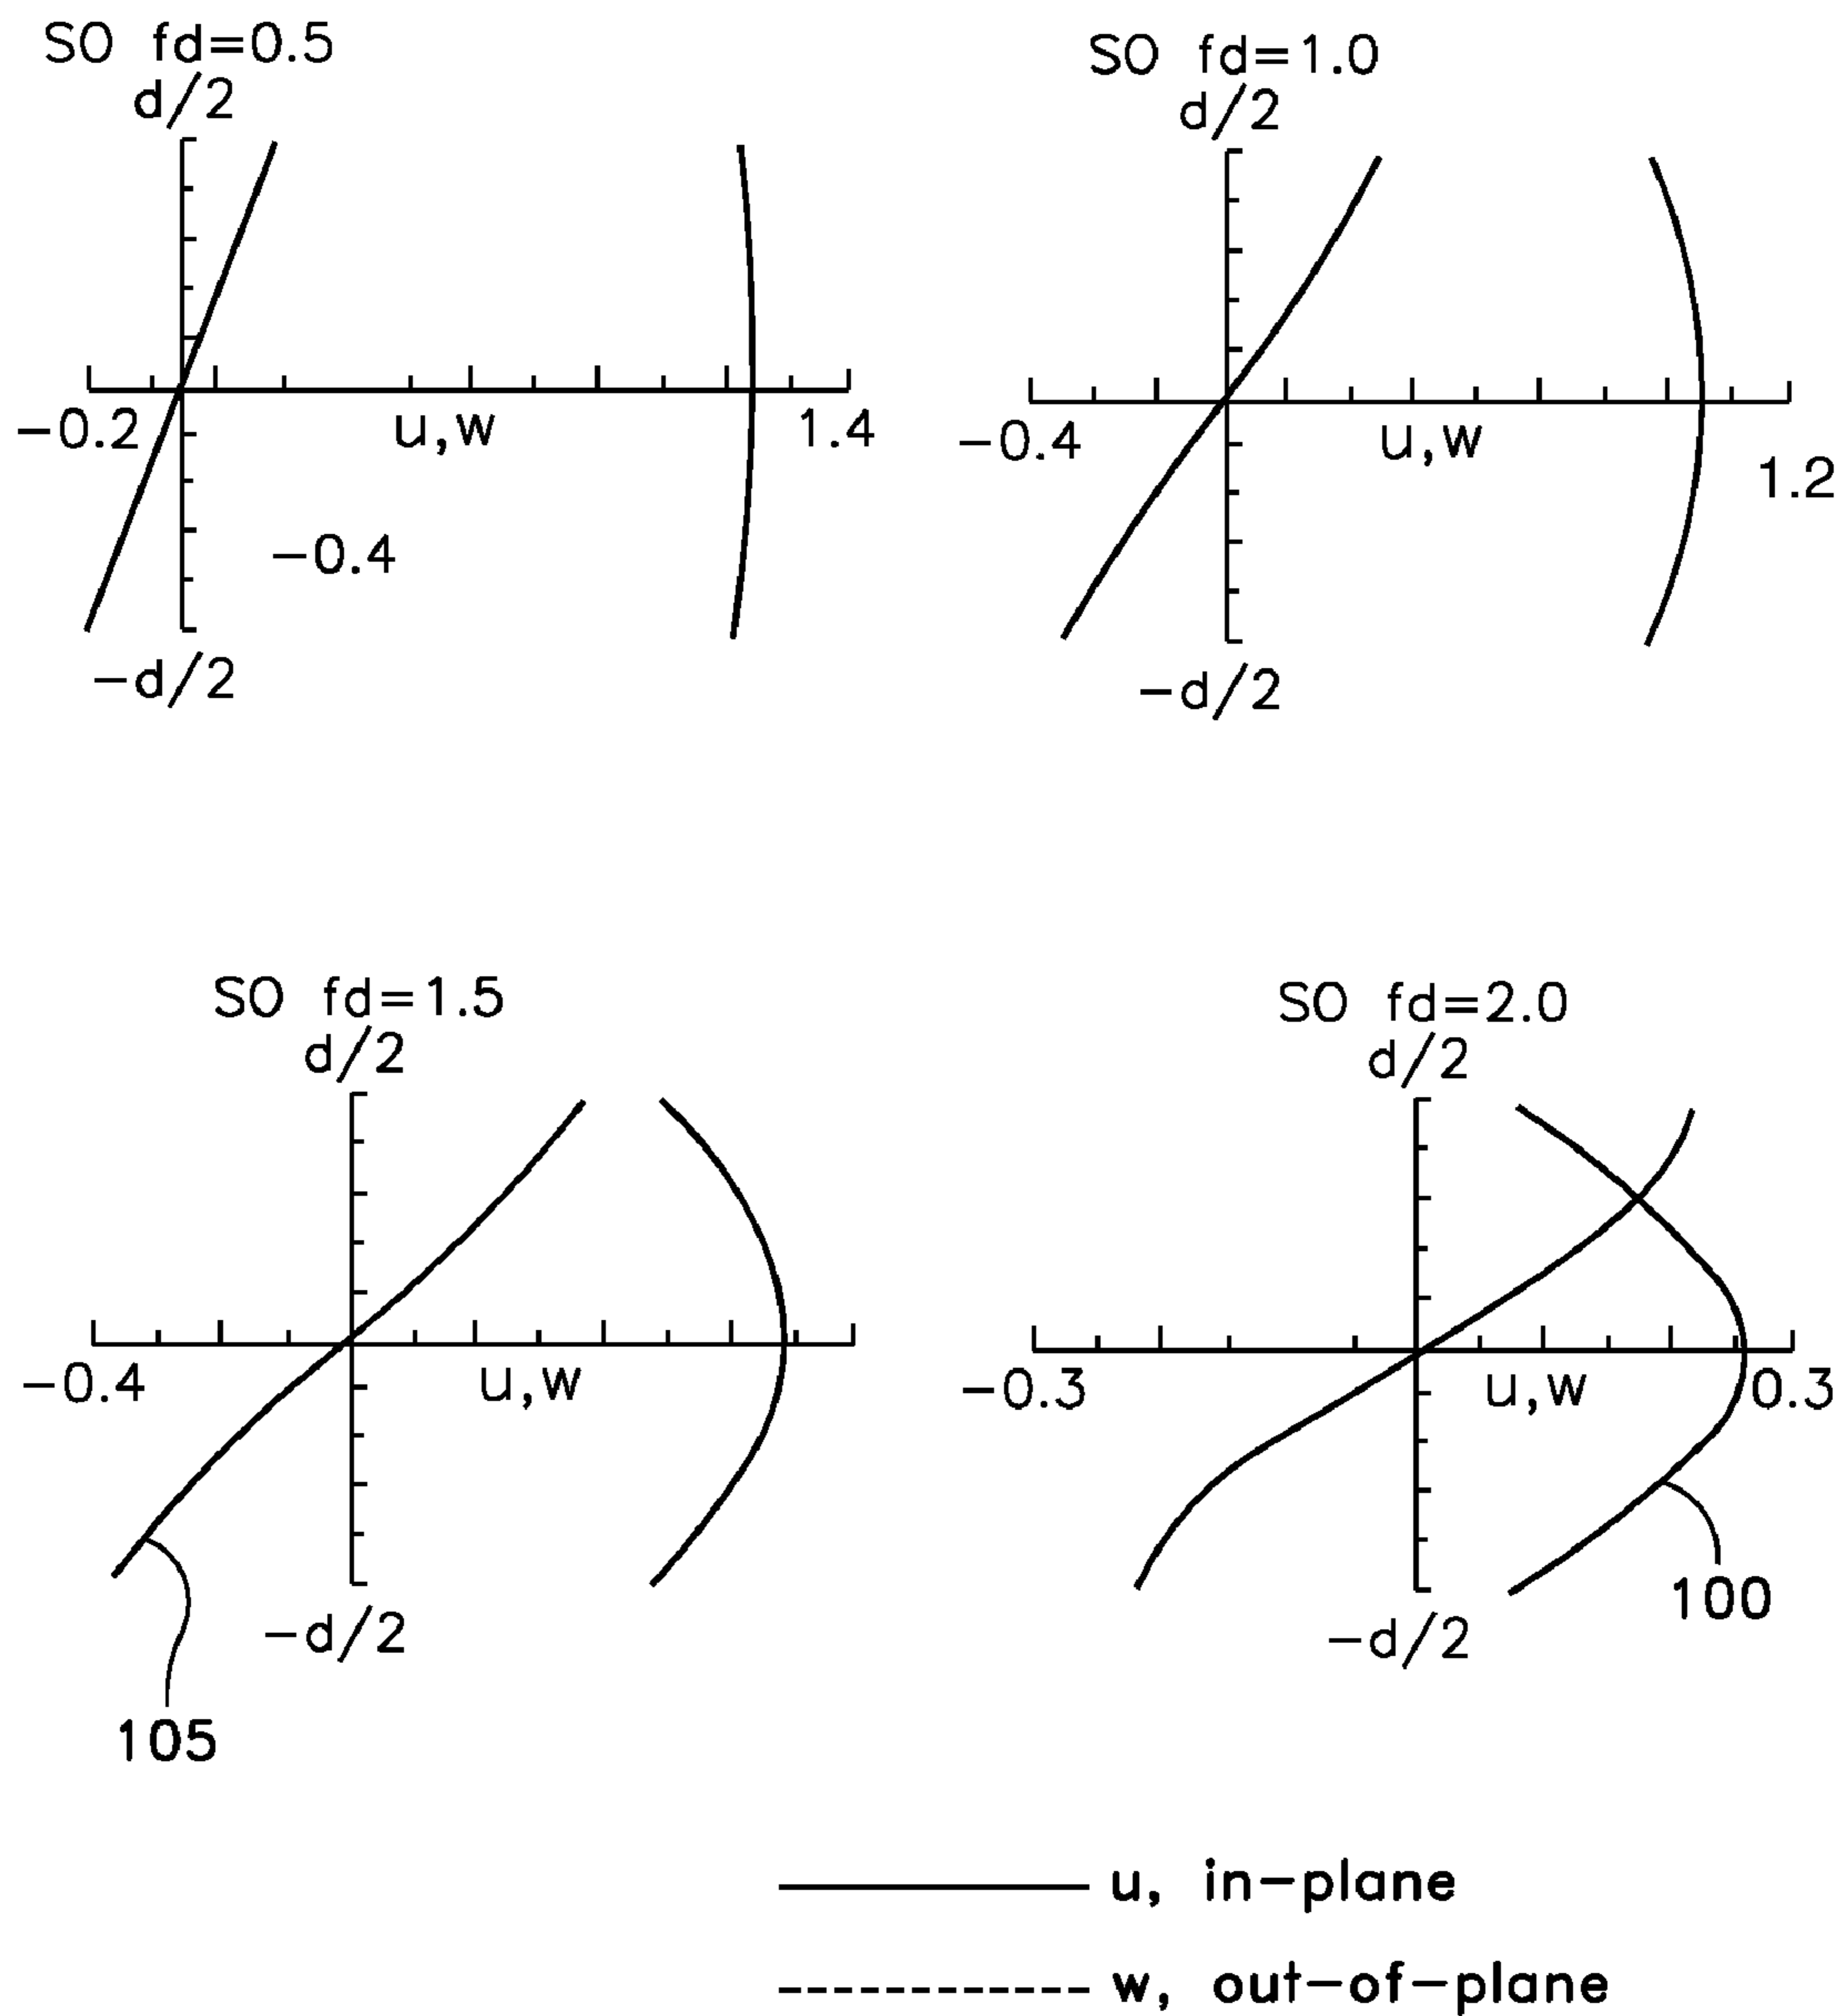 SO fd=0.5
d/2
-0.2
u,w
1.4
-0.4
-d/2
SO fd=1.0
d/2
-0.4
u,w
1.2
-d/2
SO fd=1.5
d/2
-0.4
u,w
-d/2
105
SO fd=2.0
d/2
-0.3
u,w
0.3
100
-d/2
u, in-plane
w, out-of-plane